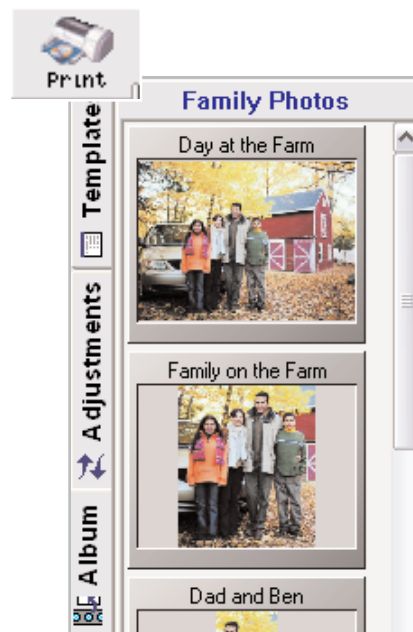 Print
Family Photos
Template
Day at the Farm
Adjustments
Family on the Farm
Album
Dad and Ben